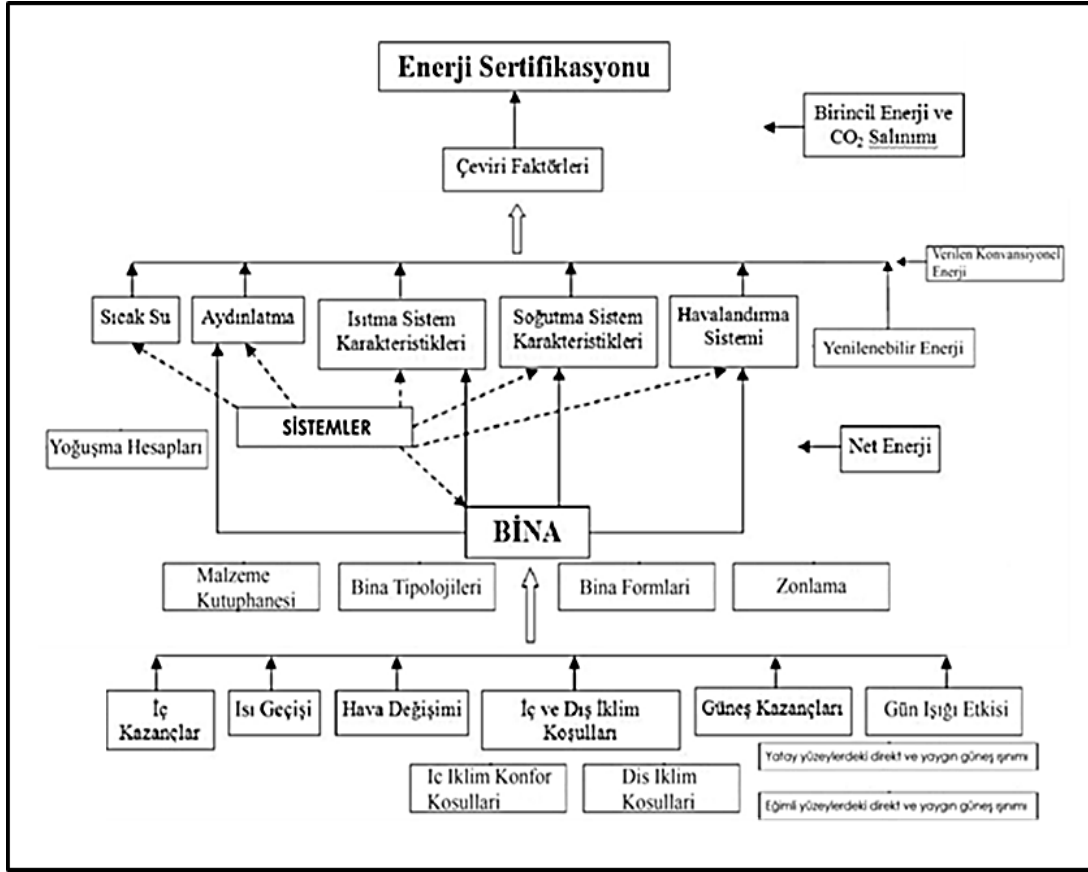 Enerji Sertifikasyonu
Birincil Enerji ve
CO₂ Salınımı
Çeviri Faktörleri
Verilen Konvansiyonel
Enerji
Sıcak Su
Aydınlatma
Isıtma Sistem
Karakteristikleri
Soğutma Sistem
Karakteristikleri
Havalandırma
Sistemi
Yenilenebilir Enerji
SİSTEMLER
Yoğuşma Hesapları
Net Enerji
BİNA
Malzeme
Kutuphanesi
Bina Tipolojileri
Bina Formlari
Zonlama
İç
Kazançlar
Isı Geçişi
Hava Değişimi
İç ve Dış İklim
Koşulları
Güneş Kazançları
Gün Işığı Etkisi
Yatay yüzeylerdeki direkt ve yaygın güneş ışınımı
Ic Iklim Konfor
Kosullari
Dis Iklim
Kosullari
Eğimli yüzeylerdeki direkt ve yaygın güneş ışınımı